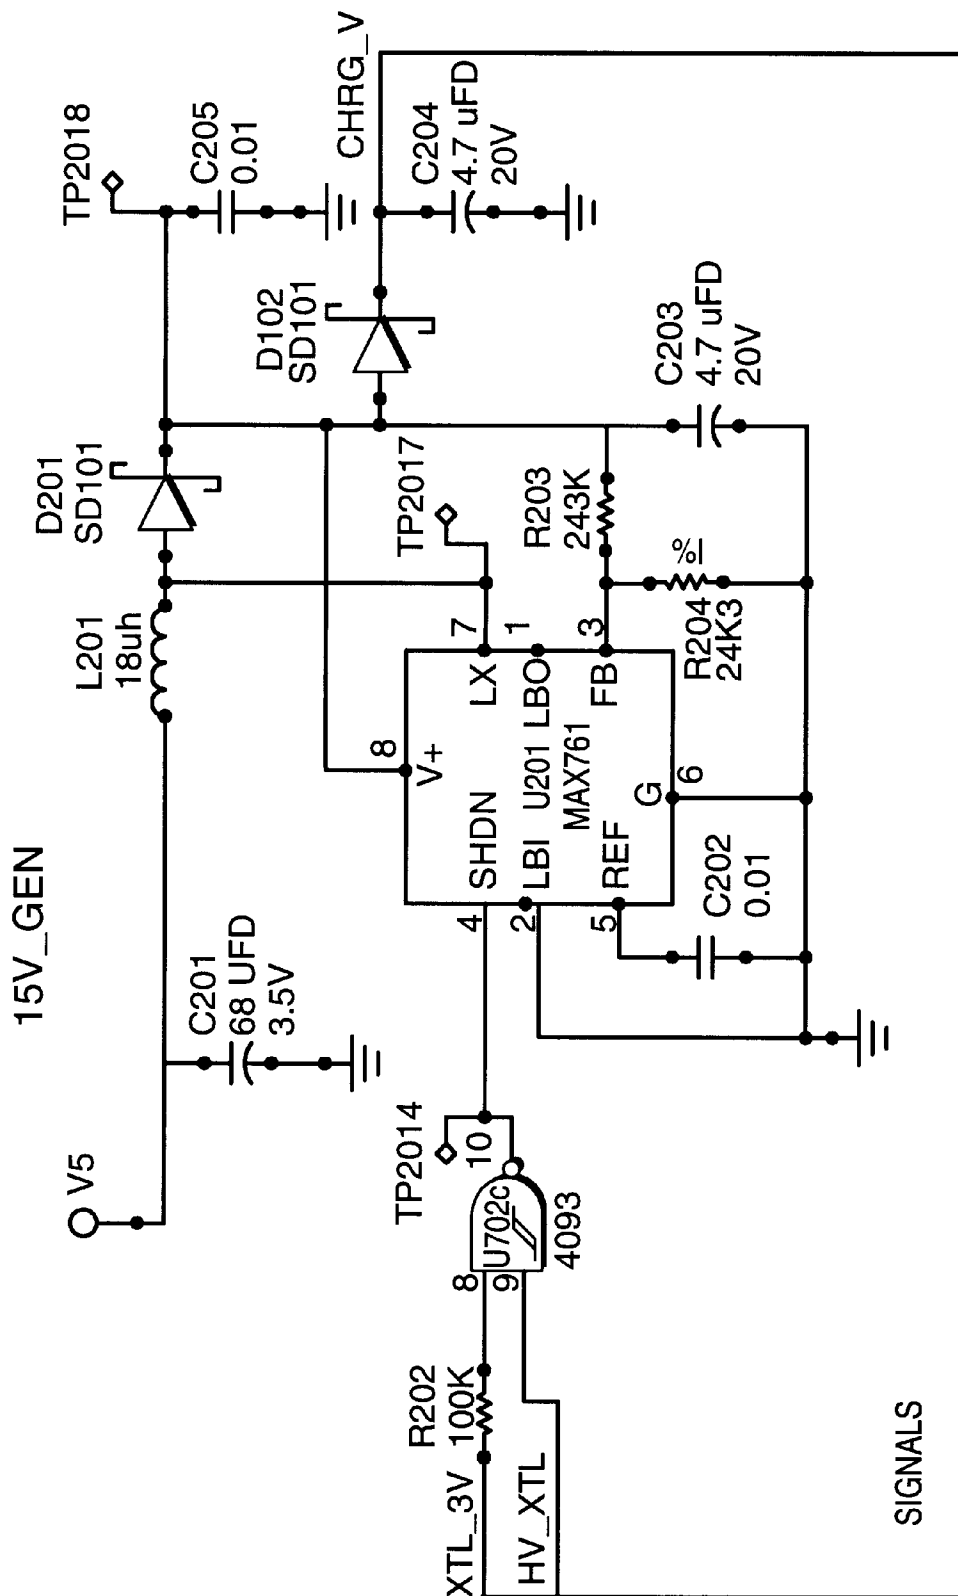 15V_GEN
V5
C201
68 UFD
3.5V
L201
18uh
D201
SD101
TP2018
C205
0.01
D102
SD101
CHRG_V
C204
4.7 uFD
20V
TP2017
R203
243K
C203
4.7 uFD
20V
R204
24K3
1%
8
V+
7
LX
1
LBO
3
FB
SHDN
4
LBI
2
U201
MAX761
REF
5
G
6
C202
0.01
TP2014
10
U702c
4093
8
9
R202
100K
XTL_3V
HV_XTL
SIGNALS